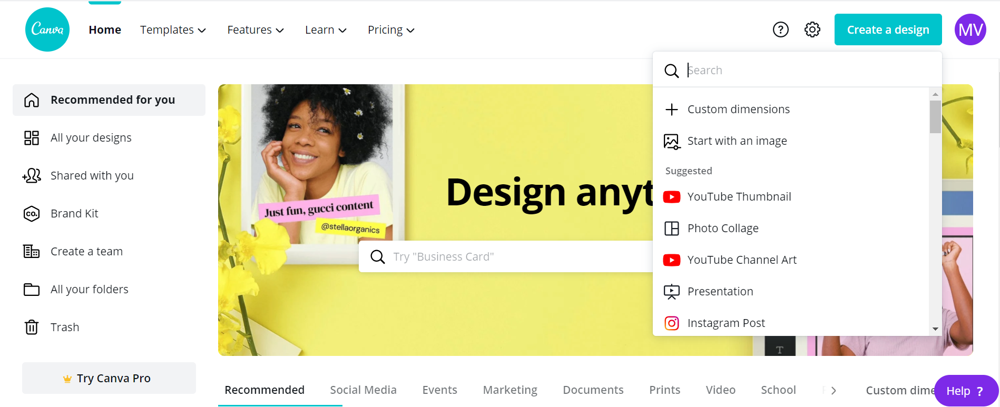 Canva
Home
Templates
Features
Learn
Pricing
Create a design
MV
Search
Custom dimensions
Start with an image
Suggested
YouTube Thumbnail
Photo Collage
YouTube Channel Art
Presentation
Instagram Post
Recommended for you
All your designs
Shared with you
CO.
Brand Kit
Create a team
All your folders
Trash
Try Canva Pro
Just fun, gucci content
@stellaorganics
Design anyt
Try "Business Card"
T
Recommended
Social Media
Events
Marketing
Documents
Prints
Video
School
Custom dime
Help ?